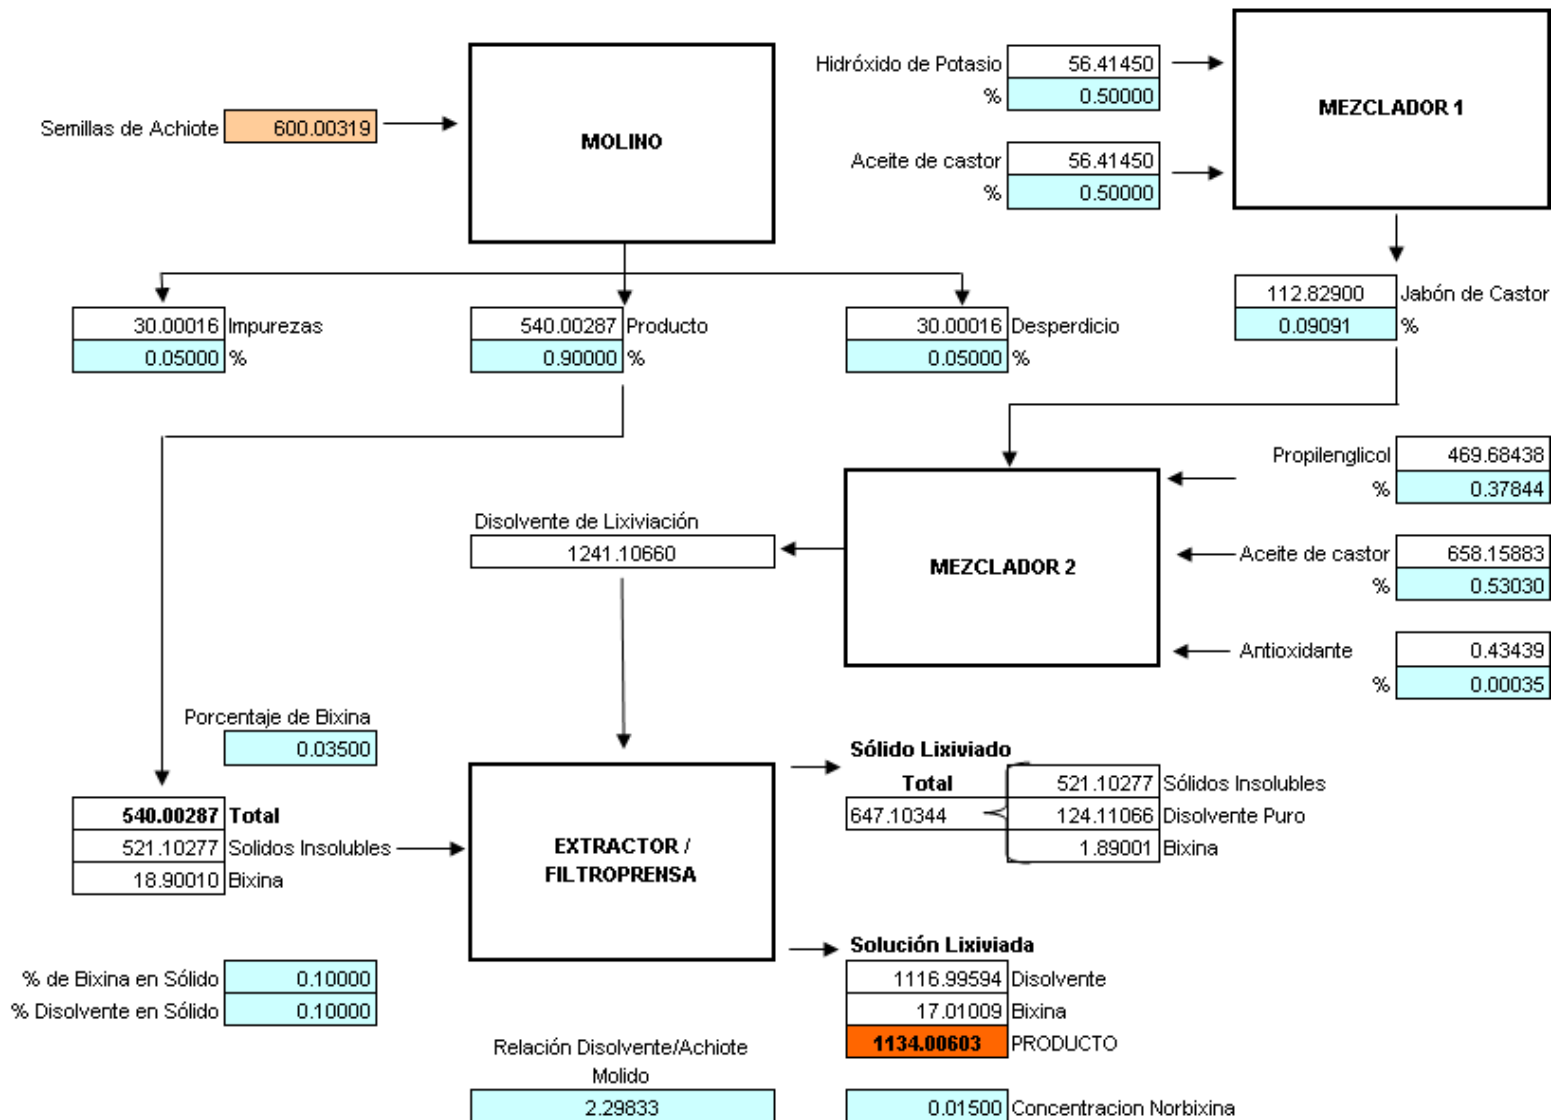 Semillas de Achiote 600.00319
MOLINO
Hidróxido de Potasio 56.41450
% 0.50000
Aceite de castor 56.41450
% 0.50000
MEZCLADOR 1
30.00016 Impurezas
0.05000 %
540.00287 Producto
0.90000 %
30.00016 Desperdicio
0.05000 %
112.82900 Jabón de Castor
0.09091 %
Propilenglicol 469.68438
% 0.37844
Aceite de castor 658.15883
% 0.53030
Antioxidante 0.43439
% 0.00035
MEZCLADOR 2
Disolvente de Lixiviación
1241.10660
Porcentaje de Bixina
0.03500
540.00287 Total
521.10277 Solidos Insolubles
18.90010 Bixina
EXTRACTOR /
FILTROPRENSA
Sólido Lixiviado
Total
647.10344
521.10277 Sólidos Insolubles
124.11066 Disolvente Puro
1.89001 Bixina
Solución Lixiviada
1116.99594 Disolvente
17.01009 Bixina
1134.00603 PRODUCTO
% de Bixina en Sólido 0.10000
% Disolvente en Sólido 0.10000
Relación Disolvente/Achiote
Molido
2.29833
0.01500 Concentracion Norbixina